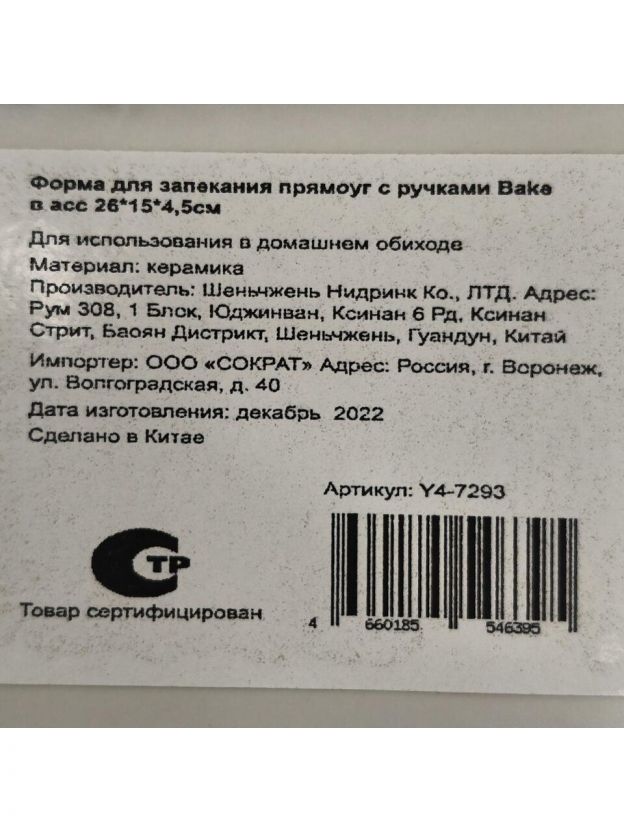 Форма для запекания прямоуг с ручками Bake
в асс 26*15*4,5см
Для использования в домашнем обиходе
Материал: керамика
Производитель: Шеньчжень Нидринк Ко., ЛТД. Адрес:
Рум 308, 1 Блок, Юджинван, Ксинан 6 Рд, Ксинан
Стрит, Баоян Дистрикт, Шеньчжень, Гуандун, Китай
Импортер: ООО «СОКРАТ» Адрес: Россия, г. Воронеж,
ул. Волгоградская, д. 40
Дата изготовления: декабрь 2022
Сделано в Китае
Артикул: Y4-7293
СТР
Товар сертифицирован
4 660185 546395